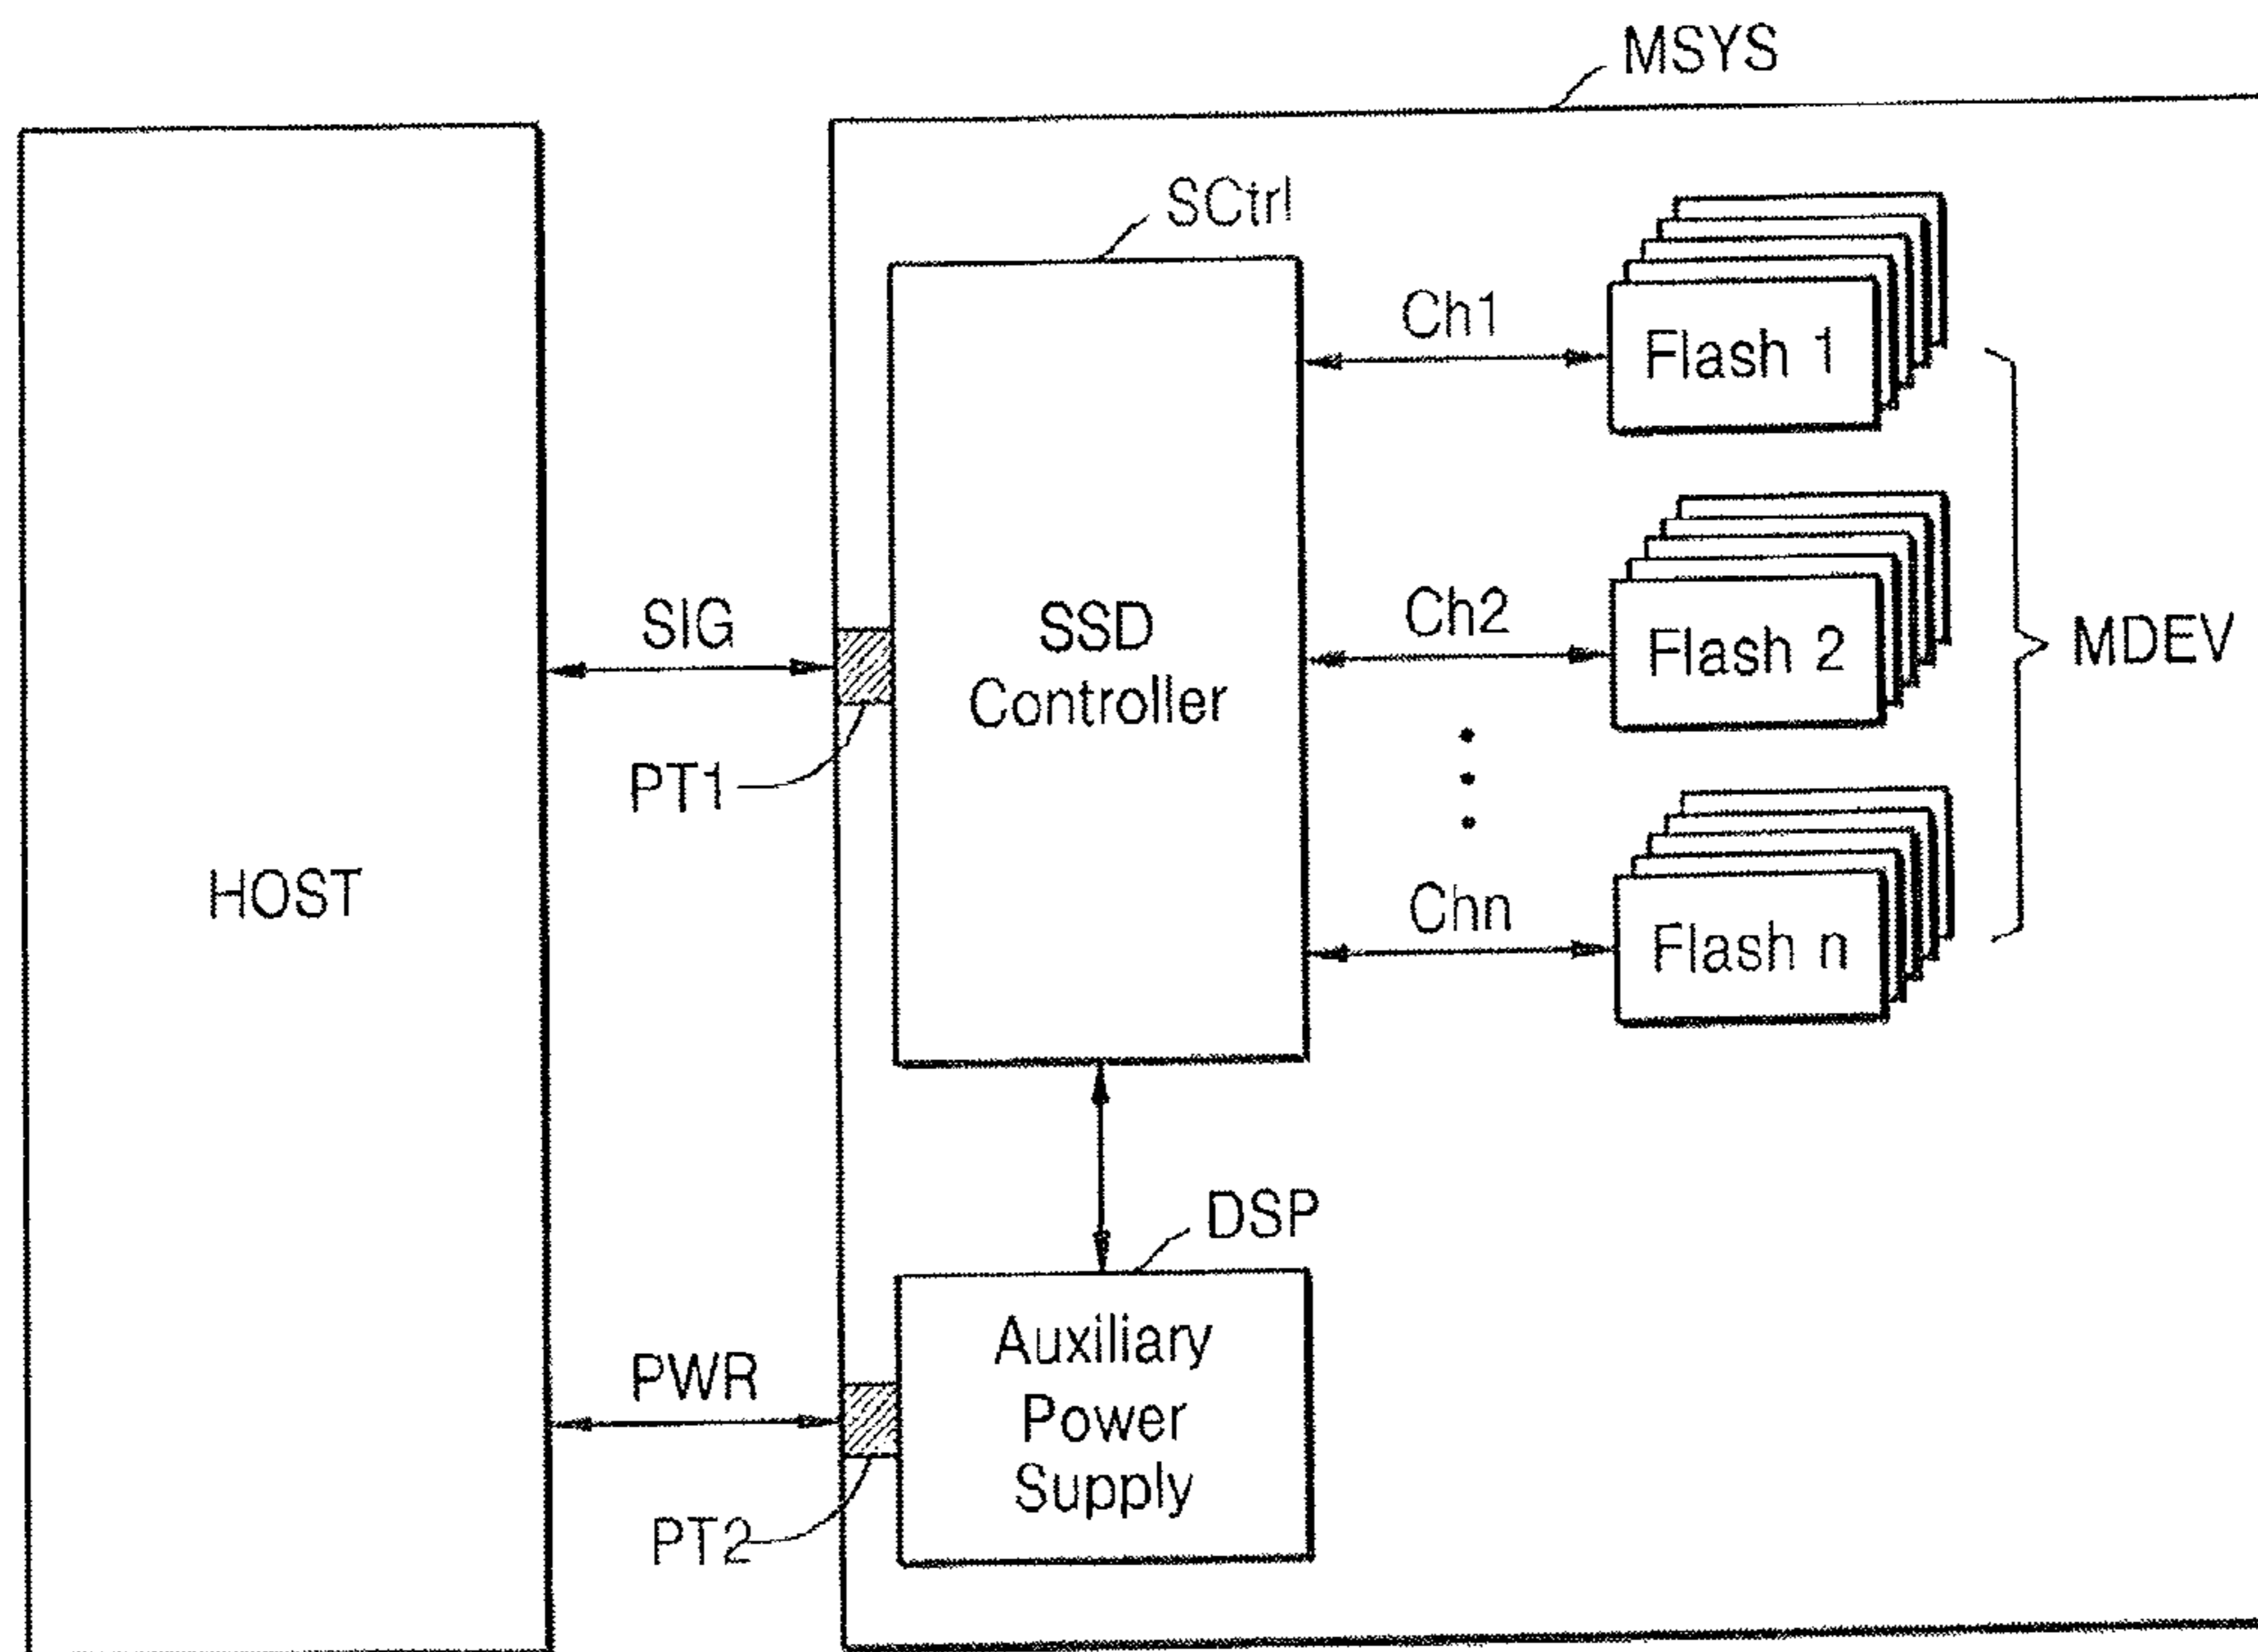 MSYS
SCtrl
Ch1
Flash 1
SIG
SSD
Controller
Ch2
Flash 2
MDEV
PT1
HOST
Chn
Flash n
DSP
PWR
Auxiliary
Power
Supply
PT2